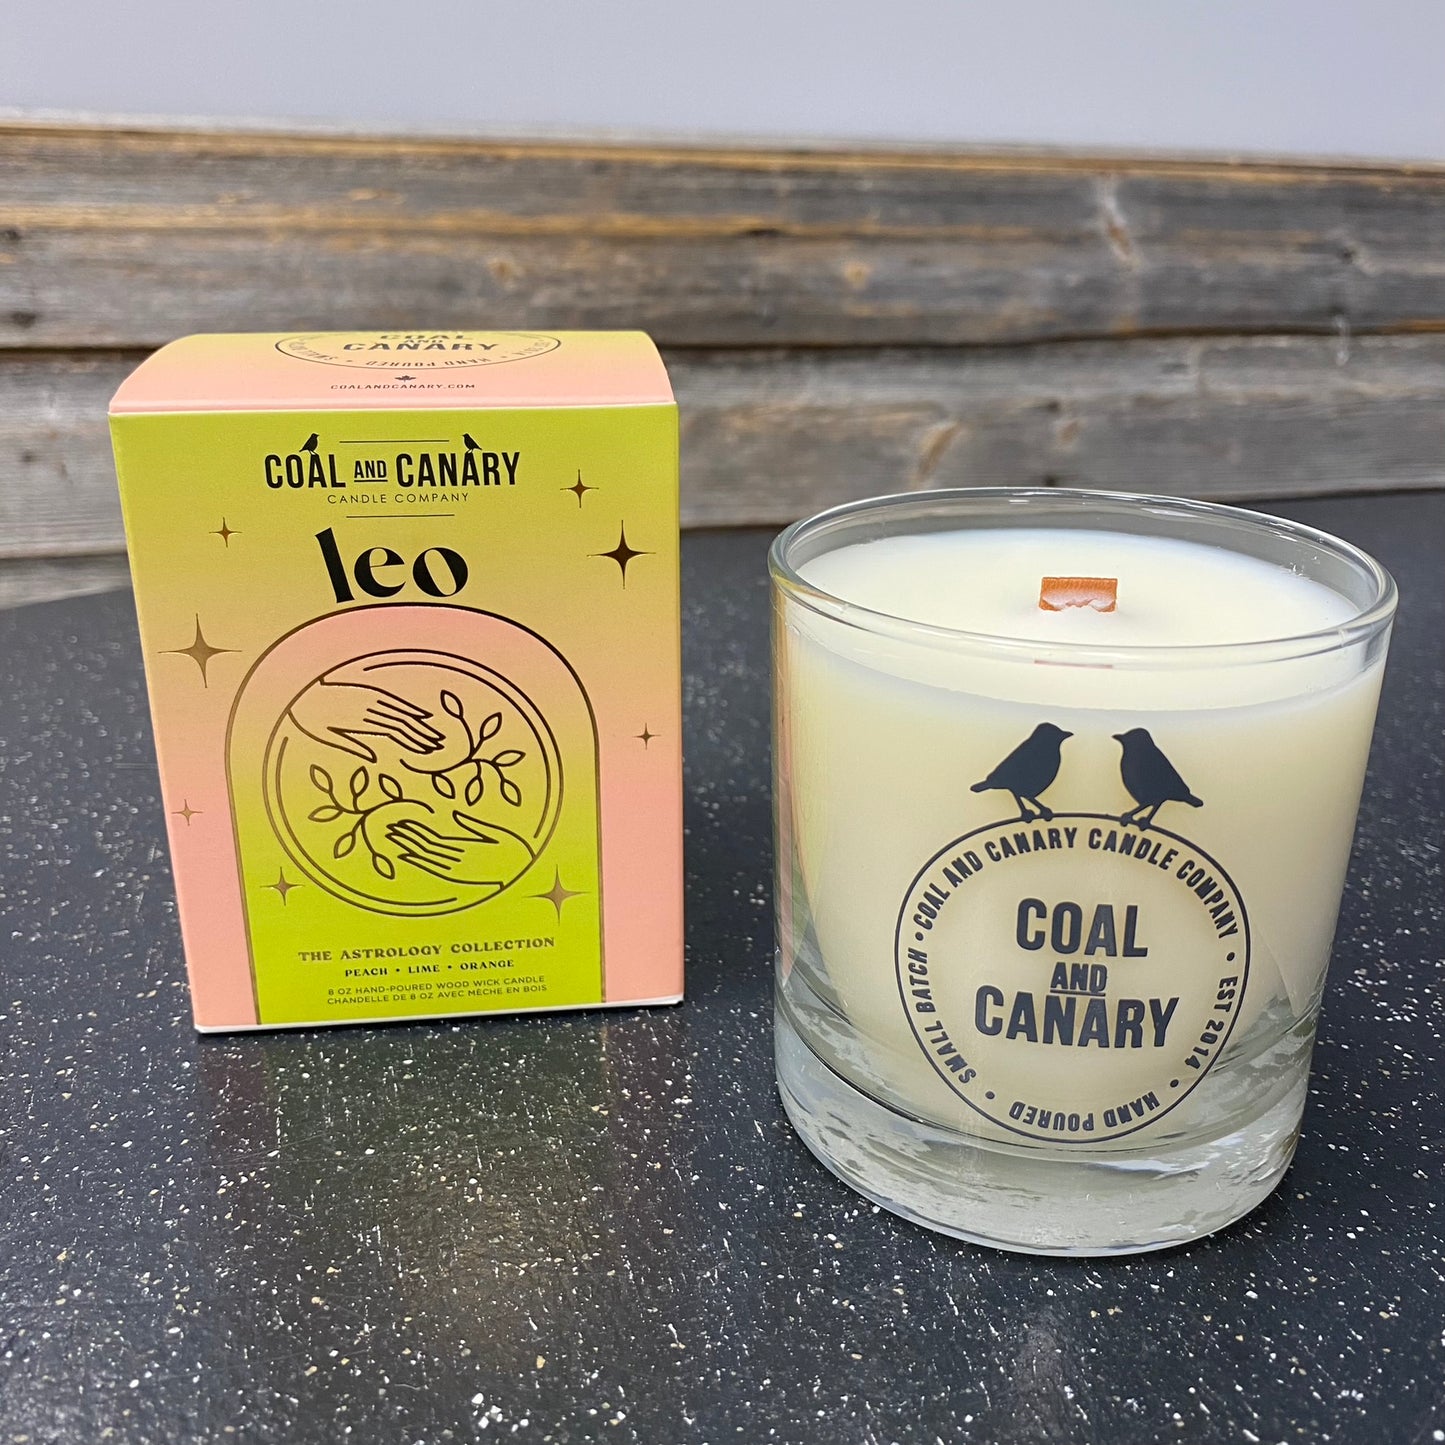 COAL
AND
CANARY
HAND POURED
COALANDCANARY.COM
COAL AND CANARY
CANDLE COMPANY
leo
THE ASTROLOGY COLLECTION
PEACH • LIME • ORANGE
8 OZ HAND-POURED WOOD WICK CANDLE
CHANDELLE DE 8 OZ AVEC MÈCHE EN BOIS
COAL AND CANARY CANDLE COMPANY • EST 2014 • HAND POURED • SMALL BATCH •
COAL
AND
CANARY